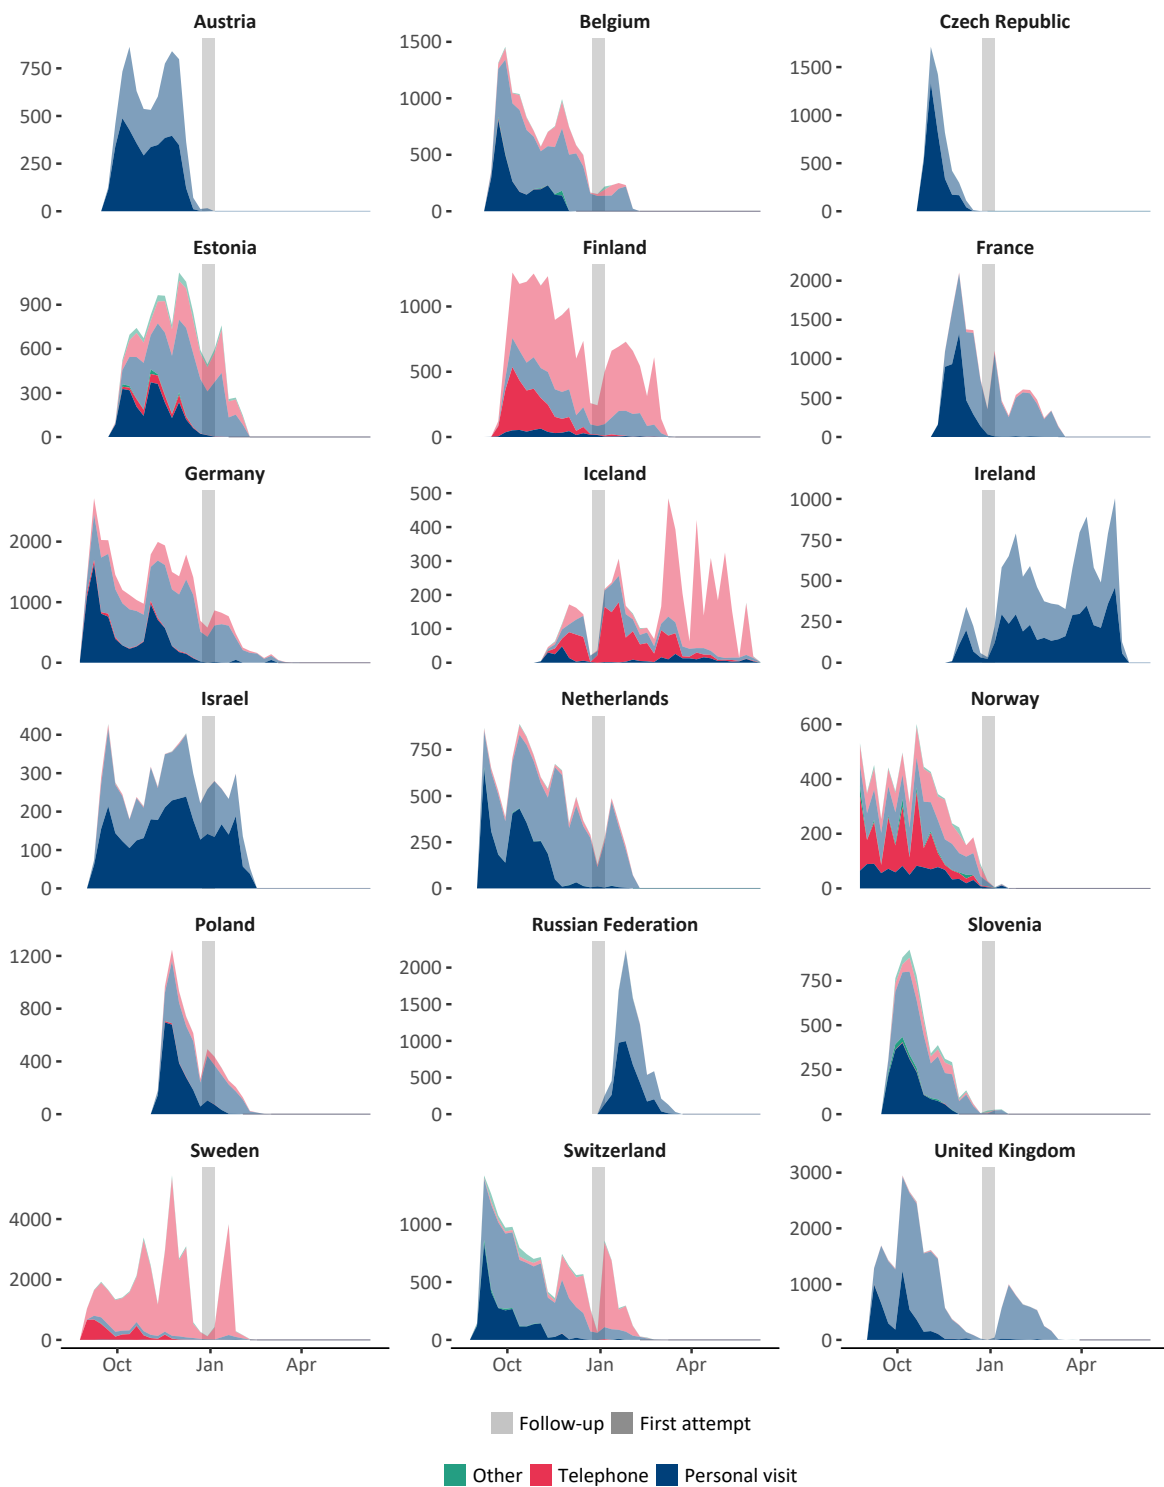 Austria Belgium Czech Republic
750 500 250 0
1500 1000 500 0
1500 1000 500 0
Estonia Finland France
900 600 300 0
1000 500 0
2000 1500 1000 500 0
Germany Iceland Ireland
2000 1000 0
500 400 300 200 100 0
1000 750 500 250 0
Israel Netherlands Norway
400 300 200 100 0
750 500 250 0
600 400 200 0
Poland Russian Federation Slovenia
1200 800 400 0
2000 1500 1000 500 0
750 500 250 0
Sweden Switzerland United Kingdom
4000 2000 0
1000 500 0
3000 2000 1000 0
Oct Jan Apr Oct Jan Apr Oct Jan Apr
Follow-up First attempt
Other Telephone Personal visit